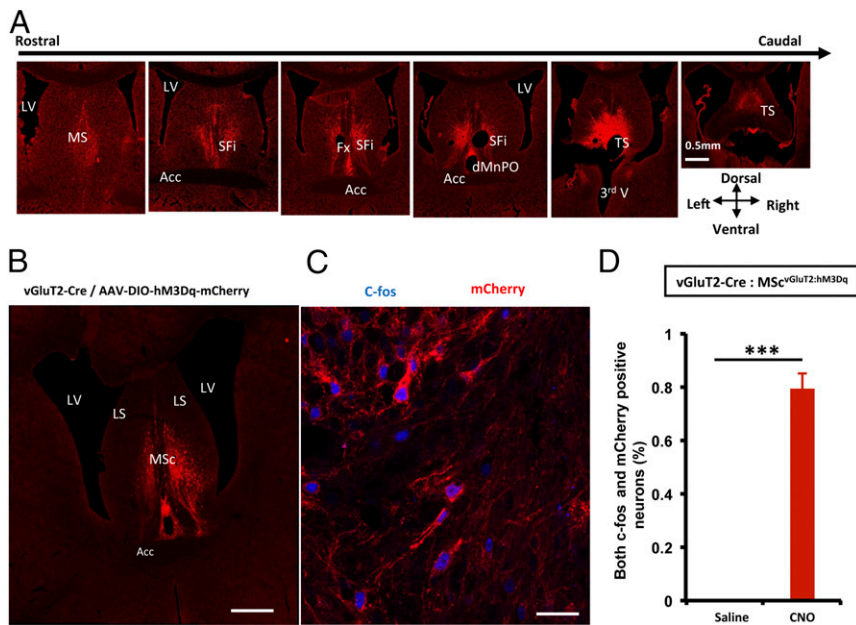 A
Rostral
Caudal
LV
MS
LV
SFi
Acc
Fx
SFi
Acc
LV
SFi
dMnPO
Acc
TS
3rd V
TS
0.5mm
Dorsal
Left
Right
Ventral
B
vGluT2-Cre / AAV-DIO-hM3Dq-mCherry
LV
LS
LS
LV
MSc
Acc
C
C-fos
mCherry
D
vGluT2-Cre : MSc^vGluT2:hM3Dq
Both c-fos and mCherry positive
neurons (%)
1
0.8
0.6
0.4
0.2
0
***
Saline
CNO